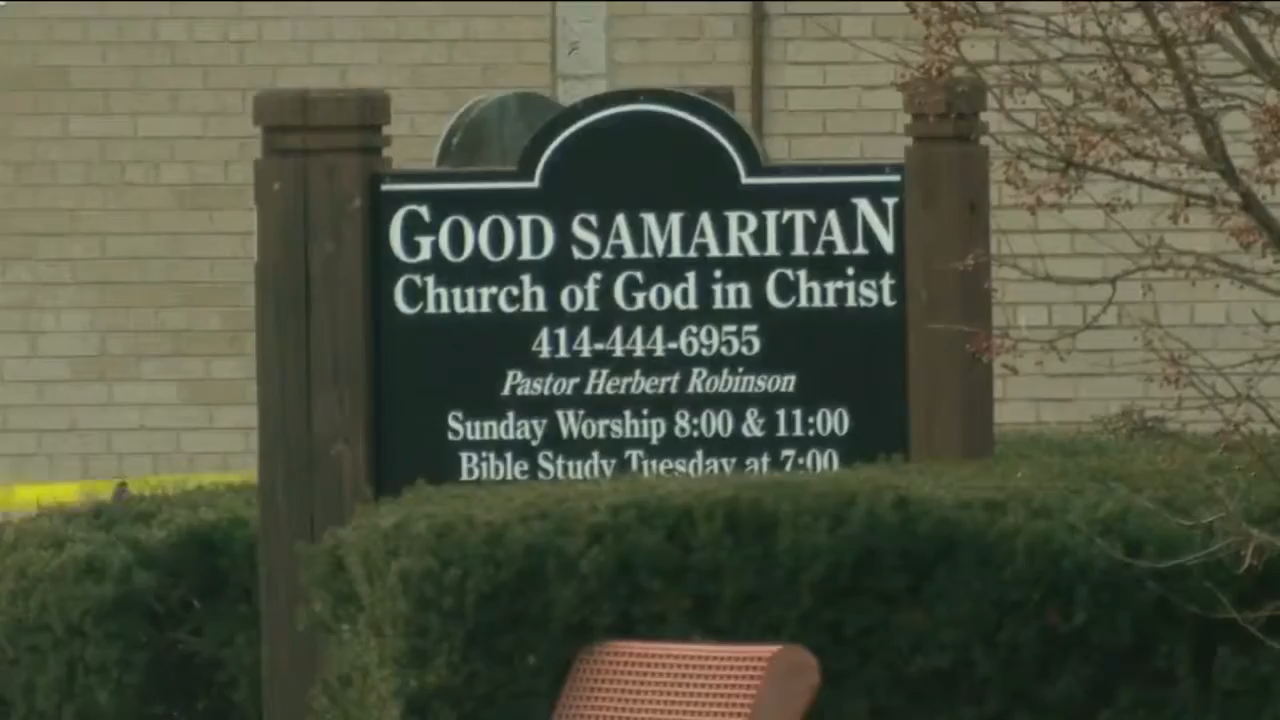 GOOD SAMARITAN
Church of God in Christ
414-444-6955
Pastor Herbert Robinson
Sunday Worship 8:00 & 11:00
Bible Study Tuesday at 7:00